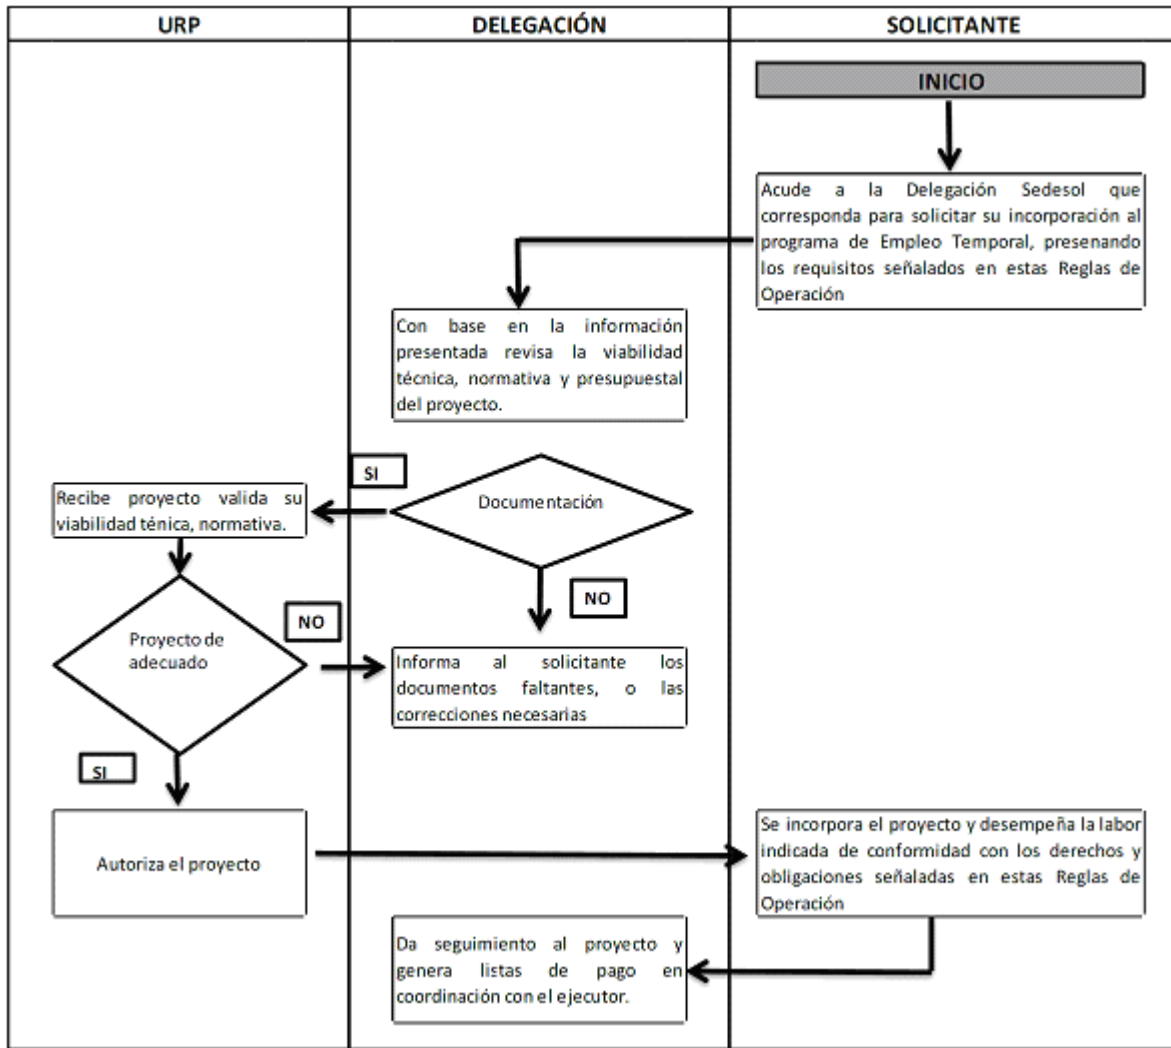 URP
DELEGACIÓN
SOLICITANTE
INICIO
Acude a la Delegación Sedesol que
corresponda para solicitar su incorporación al
programa de Empleo Temporal, presenando
los requisitos señalados en estas Reglas de
Operación
Con base en la información
presentada revisa la viabilidad
técnica, normativa y presupuestal
del proyecto.
SI
Documentación
Recibe proyecto valida su
viabilidad ténica, normativa.
NO
NO
Proyecto de
adecuado
Informa al solicitante los
documentos faltantes, o las
correcciones necesarias
SI
Autoriza el proyecto
Se incorpora el proyecto y desempeña la labor
indicada de conformidad con los derechos y
obligaciones señaladas en estas Reglas de
Operación
Da seguimiento al proyecto y
genera listas de pago en
coordinación con el ejecutor.